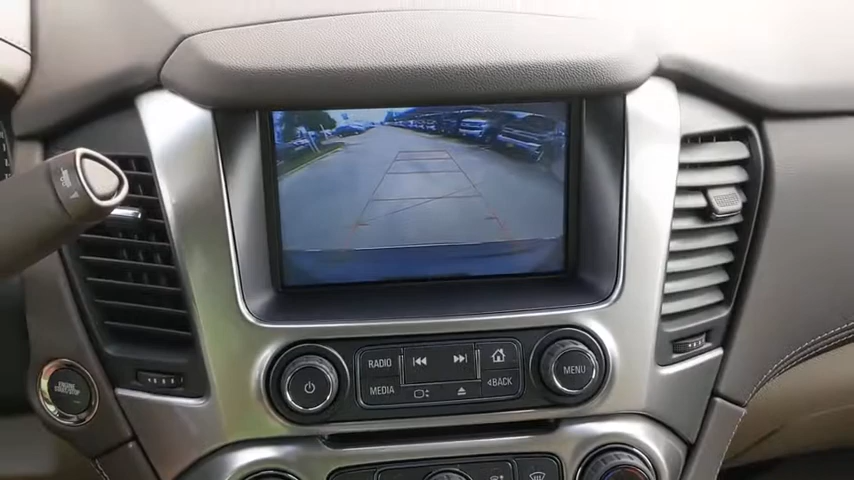 RADIO
MEDIA
BACK
MENU
ENGINE
START
STOP